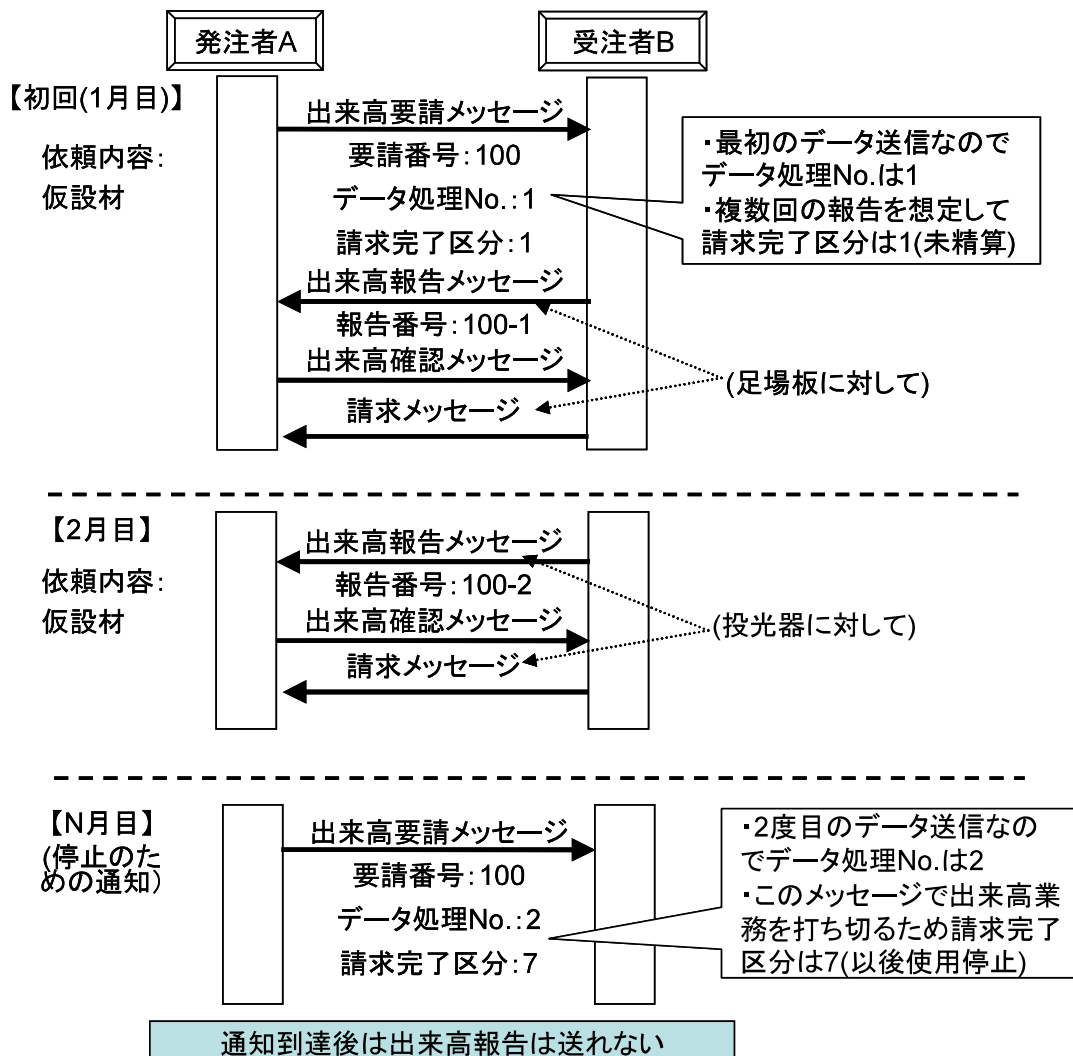 発注者A
受注者B
【初回(1月目)】
依頼内容:
仮設材
出来高要請メッセージ
要請番号:100
データ処理No.:1
請求完了区分:1
・最初のデータ送信なので
データ処理No.は1
・複数回の報告を想定して
請求完了区分は1(未精算)
出来高報告メッセージ
報告番号:100-1
出来高確認メッセージ
請求メッセージ
(足場板に対して)
【2月目】
依頼内容:
仮設材
出来高報告メッセージ
報告番号:100-2
出来高確認メッセージ
請求メッセージ
(投光器に対して)
【N月目】
(停止のた
めの通知)
出来高要請メッセージ
要請番号:100
データ処理No.:2
請求完了区分:7
・2度目のデータ送信なの
でデータ処理No.は2
・このメッセージで出来高業
務を打ち切るため請求完了
区分は7(以後使用停止)
通知到達後は出来高報告は送れない